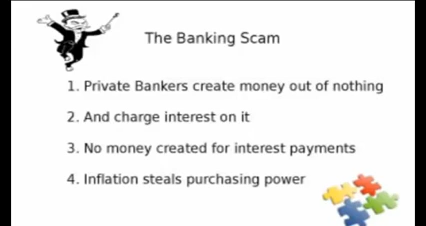 The Banking Scam
1. Private Bankers create money out of nothing
2. And charge interest on it
3. No money created for interest payments
4. Inflation steals purchasing power